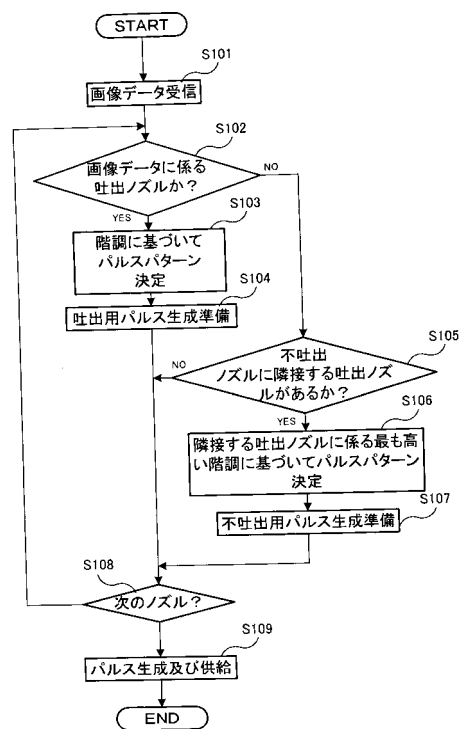 START
S101
画像データ受信
S102
画像データに係る
吐出ノズルか？
NO
YES
S103
階調に基づいて
パルスパターン
決定
S104
吐出用パルス生成準備
S105
不吐出
ノズルに隣接する吐出ノズ
ルがあるか？
NO
YES
S106
隣接する吐出ノズルに係る最も高
い階調に基づいてパルスパターン
決定
S107
不吐出用パルス生成準備
S108
次のノズル？
S109
パルス生成及び供給
END